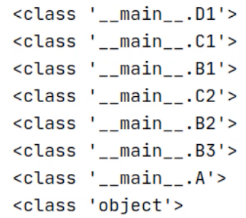 <class '__main__.D1'>
<class '__main__.C1'>
<class '__main__.B1'>
<class '__main__.C2'>
<class '__main__.B2'>
<class '__main__.B3'>
<class '__main__.A'>
<class 'object'>